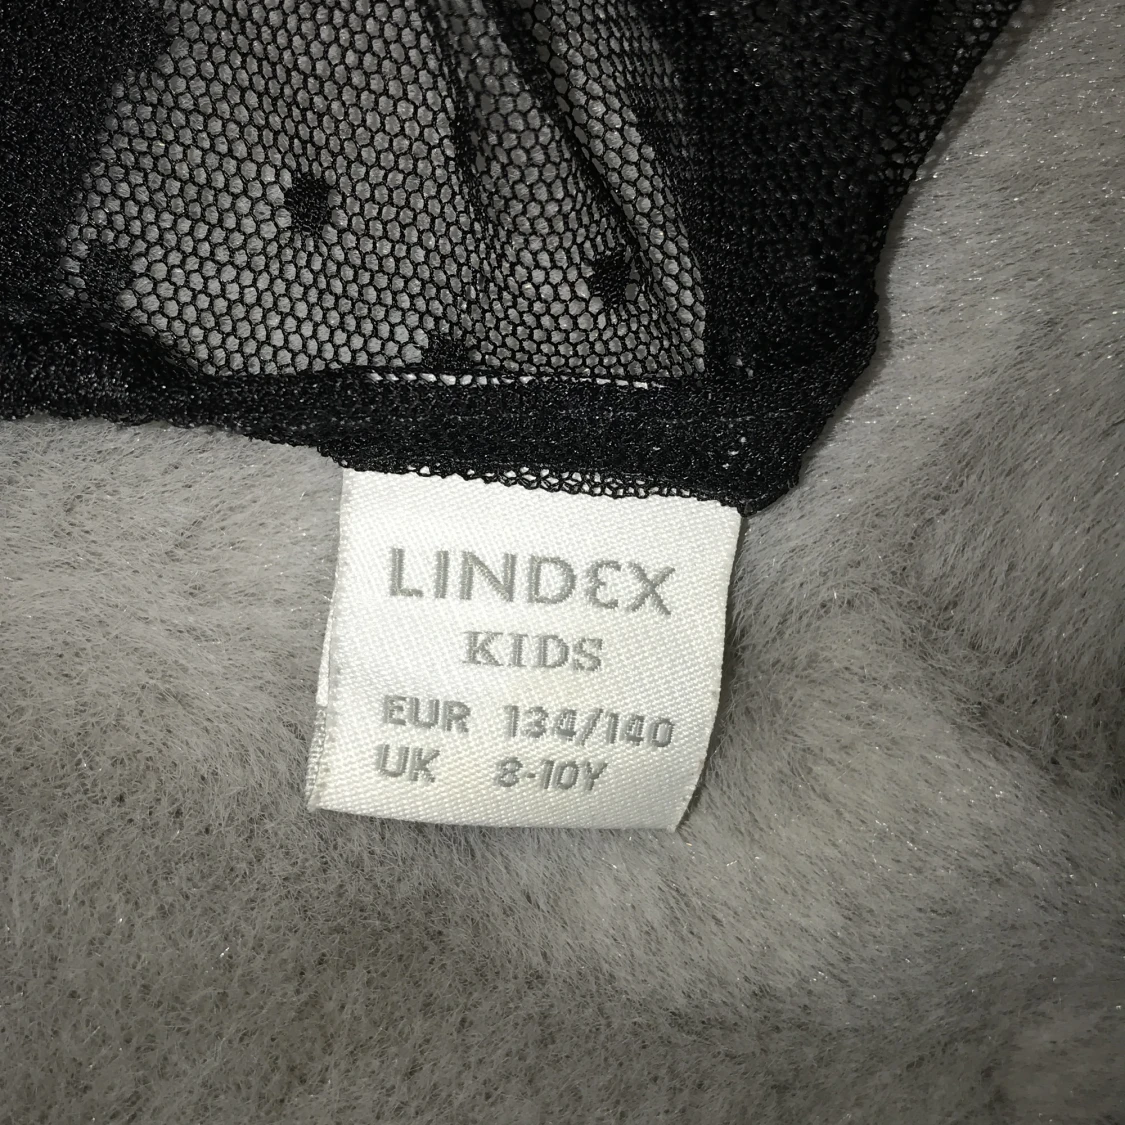 LINDEX
KIDS
EUR 134/140
UK 8-10Y